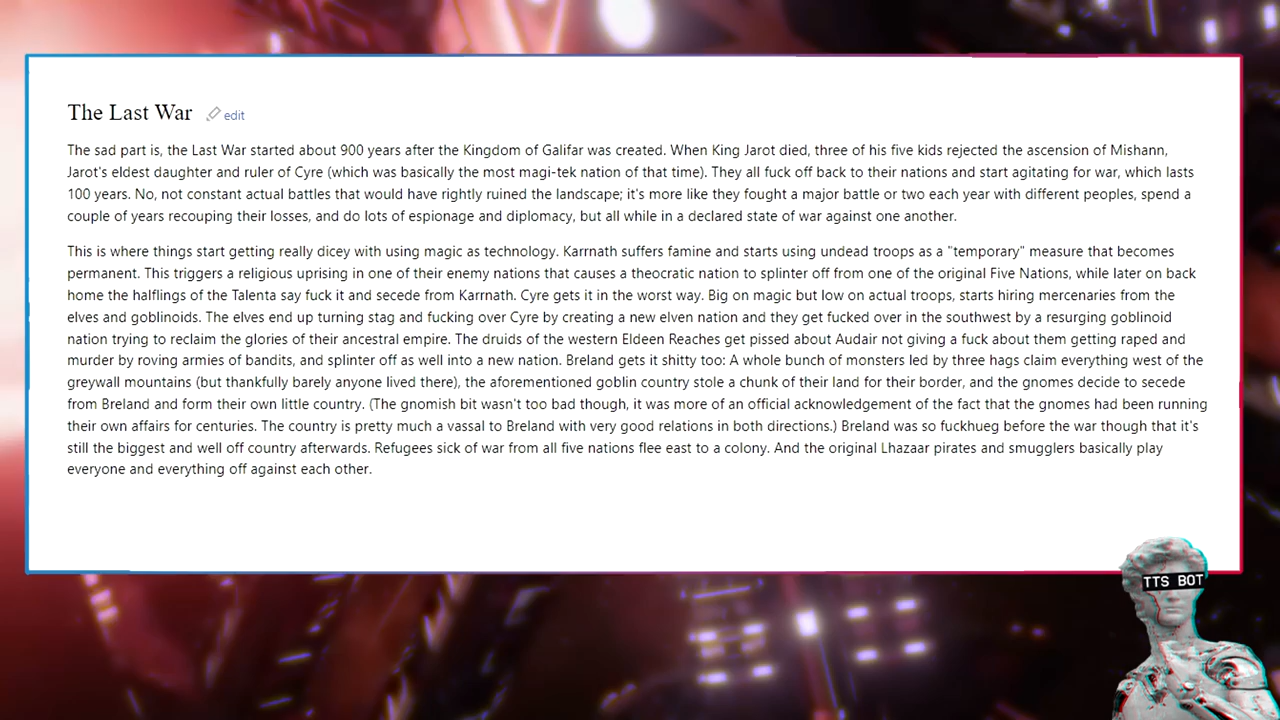 The Last War edit
The sad part is, the Last War started about 900 years after the Kingdom of Galifar was created. When King Jarot died, three of his five kids rejected the ascension of Mishann,
Jarot's eldest daughter and ruler of Cyre (which was basically the most magi-tek nation of that time). They all fuck off back to their nations and start agitating for war, which lasts
100 years. No, not constant actual battles that would have rightly ruined the landscape; it's more like they fought a major battle or two each year with different peoples, spend a
couple of years recouping their losses, and do lots of espionage and diplomacy, but all while in a declared state of war against one another.
This is where things start getting really dicey with using magic as technology. Karrnath suffers famine and starts using undead troops as a "temporary" measure that becomes
permanent. This triggers a religious uprising in one of their enemy nations that causes a theocratic nation to splinter off from one of the original Five Nations, while later on back
home the halflings of the Talenta say fuck it and secede from Karrnath. Cyre gets it in the worst way. Big on magic but low on actual troops, starts hiring mercenaries from the
elves and goblinoids. The elves end up turning stag and fucking over Cyre by creating a new elven nation and they get fucked over in the southwest by a resurging goblinoid
nation trying to reclaim the glories of their ancestral empire. The druids of the western Eldeen Reaches get pissed about Audair not giving a fuck about them getting raped and
murder by roving armies of bandits, and splinter off as well into a new nation. Breland gets it shitty too: A whole bunch of monsters led by three hags claim everything west of the
greywall mountains (but thankfully barely anyone lived there), the aforementioned goblin country stole a chunk of their land for their border, and the gnomes decide to secede
from Breland and form their own little country. (The gnomish bit wasn't too bad though, it was more of an official acknowledgement of the fact that the gnomes had been running
their own affairs for centuries. The country is pretty much a vassal to Breland with very good relations in both directions.) Breland was so fuckhueg before the war though that it's
still the biggest and well off country afterwards. Refugees sick of war from all five nations flee east to a colony. And the original Lhazaar pirates and smugglers basically play
everyone and everything off against each other.
TTS BOT